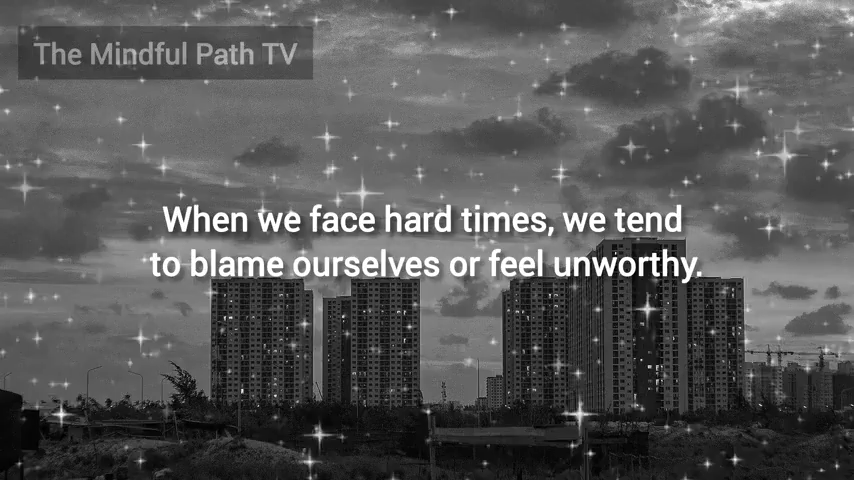 The Mindful Path TV
When we face hard times, we tend
to blame ourselves or feel unworthy.